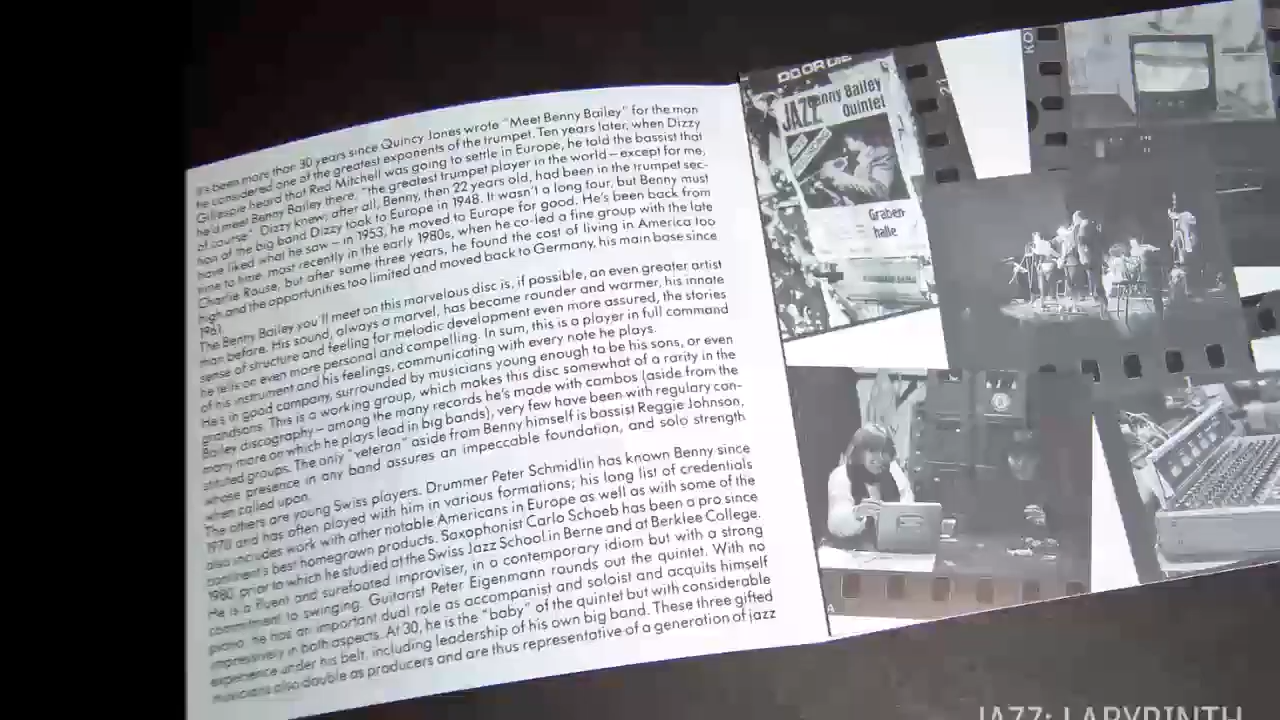 It's been more than 30 years since Quincy Jones wrote "Meet Benny Bailey" for the man
he considered one of the greatest exponents of the trumpet. Ten years later, when Dizzy
Gillespie heard that Red Mitchell was going to settle in Europe, he told the bassist that
he'd meet Benny Bailey there, "the greatest trumpet player in the world – except for me,
of course". Dizzy knew; after all, Benny, then 22 years old, had been in the trumpet sec-
tion of the big band Dizzy took to Europe in 1948. It wasn't a long tour, but Benny must
have liked what he saw – in 1953, he moved to Europe for good. He's been back from
time to time, most recently in the early 1980s, when he co-led a fine group with the late
Charlie Rouse, but after some three years, he found the cost of living in America too
high and the opportunities too limited and moved back to Germany, his main base since
1961.
The Benny Bailey you'll meet on this marvelous disc is, if possible, an even greater artist
than before. His sound, always a marvel, has become rounder and warmer, his innate
sense of structure and feeling for melodic development even more assured, the stories
he tells on even more personal and compelling. In sum, this is a player in full command
of his instrument and his feelings, communicating with every note he plays.
He's in good company, surrounded by musicians young enough to be his sons, or even
grandsons. This is a working group, which makes this disc somewhat of a rarity in the
Bailey discography – among the many records he's made with combos (aside from the
many more on which he plays lead in big bands), very few have been with regulary con-
stituted groups. The only "veteran" aside from Benny himself is bassist Reggie Johnson,
whose presence in any band assures an impeccable foundation, and solo strength
when called upon.
The others are young Swiss players. Drummer Peter Schmidlin has known Benny since
1970 and has often played with him in various formations; his long list of credentials
also includes work with other notable Americans in Europe as well as with some of the
continent's best homegrown products. Saxophonist Carlo Schoeb has been a pro since
1980 prior to which he studied at the Swiss Jazz School in Berne and at Berklee College.
He is a fluent and surefooted improviser, in a contemporary idiom but with a strong
commitment to swinging. Guitarist Peter Eigenmann rounds out the quintet. With no
piano, he has an important dual role as accompanist and soloist and acquits himself
impressively in both aspects. At 30, he is the "baby" of the quintet but with considerable
experience under his belt, including leadership of his own big band. These three gifted
musicians also double as producers and are thus representative of a generation of jazz
DO OR DIE
JAZZ
Benny Bailey
Quintet
Graben-
halle
21
KO
A
JAZZ: LABYRINTH